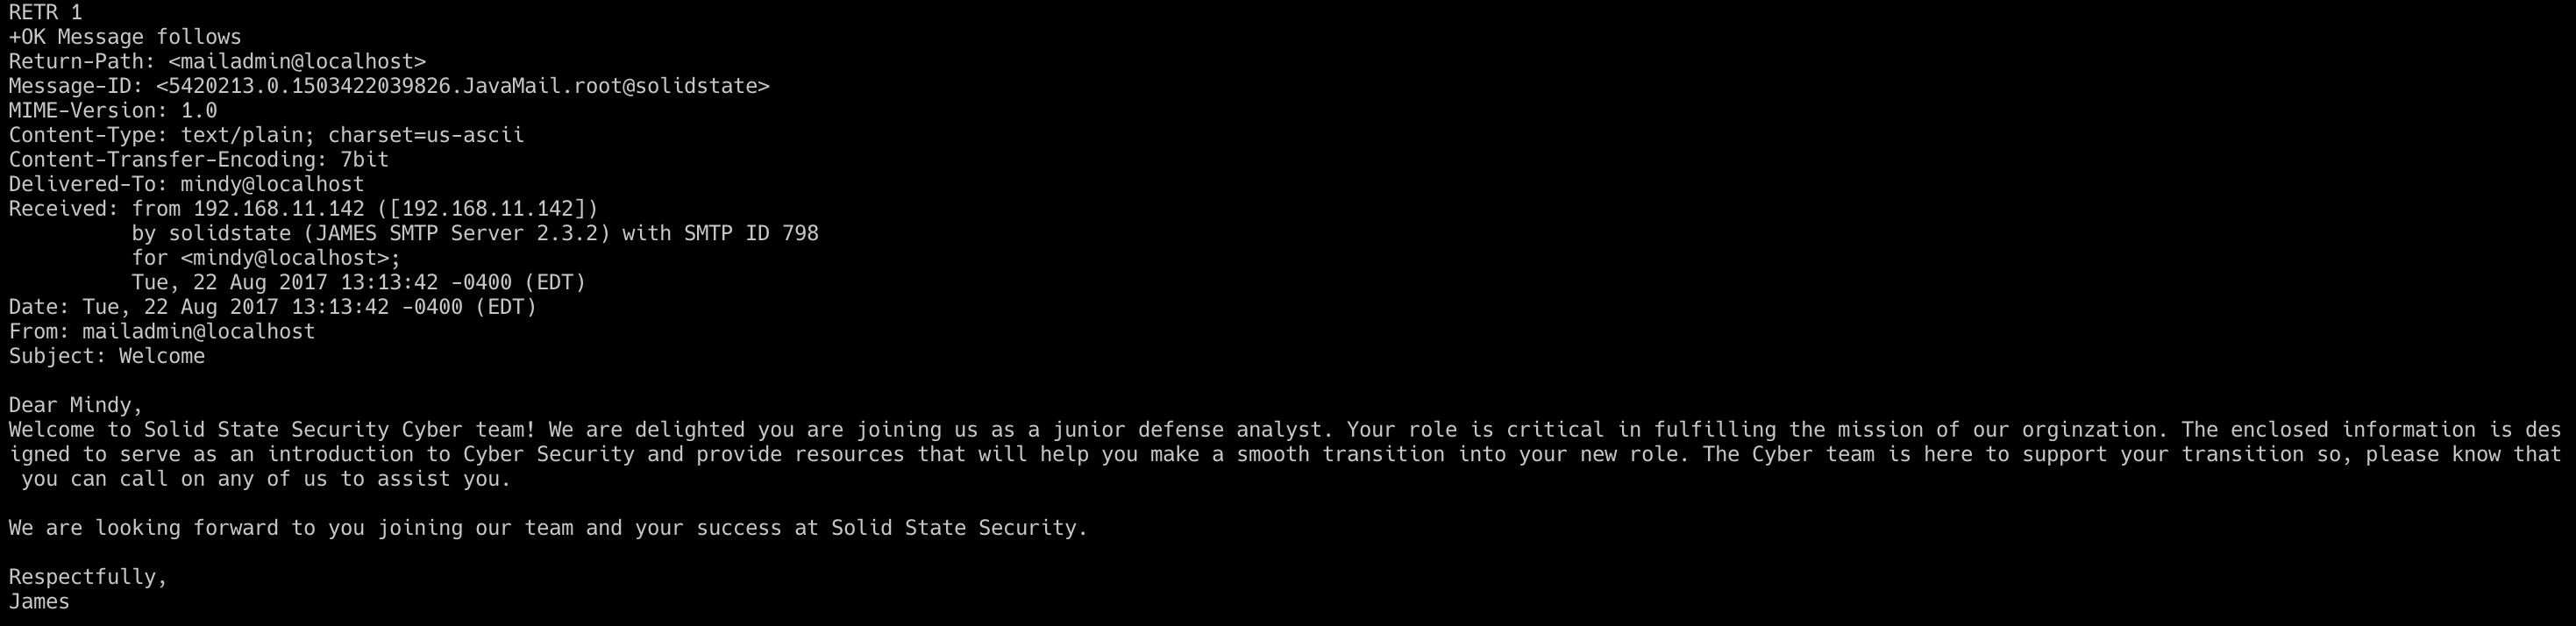 RETR 1
+OK Message follows
Return-Path: <mailadmin@localhost>
Message-ID: <5420213.0.1503422039826.JavaMail.root@solidstate>
MIME-Version: 1.0
Content-Type: text/plain; charset=us-ascii
Content-Transfer-Encoding: 7bit
Delivered-To: mindy@localhost
Received: from 192.168.11.142 ([192.168.11.142])
          by solidstate (JAMES SMTP Server 2.3.2) with SMTP ID 798
          for <mindy@localhost>;
          Tue, 22 Aug 2017 13:13:42 -0400 (EDT)
Date: Tue, 22 Aug 2017 13:13:42 -0400 (EDT)
From: mailadmin@localhost
Subject: Welcome

Dear Mindy,
Welcome to Solid State Security Cyber team! We are delighted you are joining us as a junior defense analyst. Your role is critical in fulfilling the mission of our orginzation. The enclosed information is des
igned to serve as an introduction to Cyber Security and provide resources that will help you make a smooth transition into your new role. The Cyber team is here to support your transition so, please know that
 you can call on any of us to assist you.

We are looking forward to you joining our team and your success at Solid State Security.

Respectfully,
James